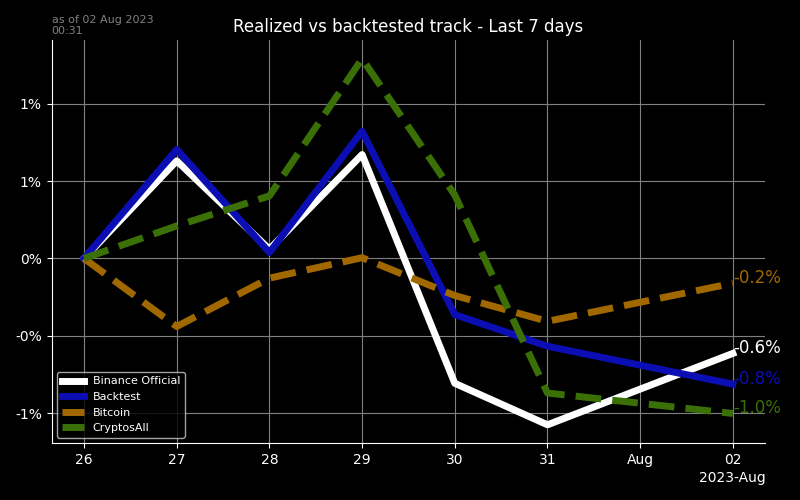 as of 02 Aug 2023
00:31
Realized vs backtested track - Last 7 days
1%
1%
0%
-0%
-1%
-0.2%
-0.6%
-0.8%
-1.0%
Binance Official
Backtest
Bitcoin
CryptosAll
26 27 28 29 30 31 Aug 02
2023-Aug